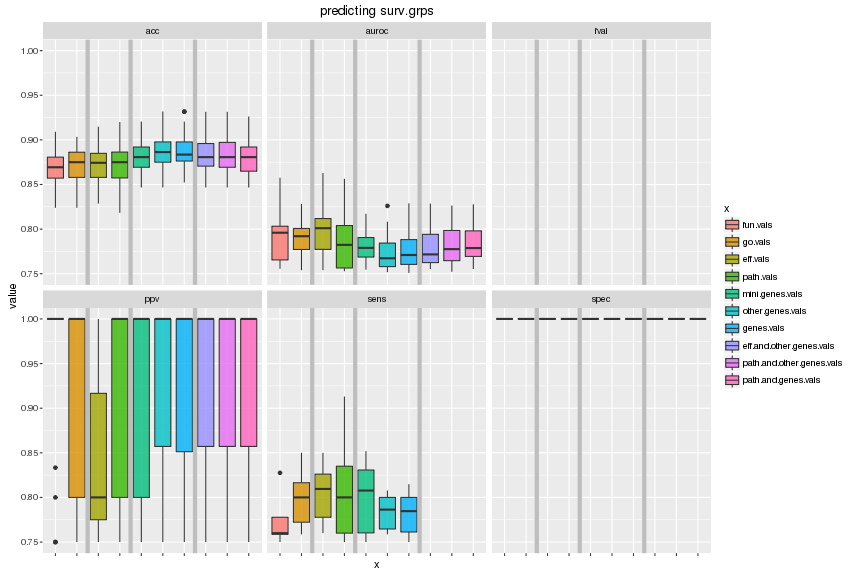 predicting surv.grps
acc auroc fval
1.00
0.95
0.90
0.85
0.80
0.75
value
ppv sens spec
1.00
0.95
0.90
0.85
0.80
0.75
x
x
fun.vals
go.vals
eff.vals
path.vals
mini.genes.vals
other.genes.vals
genes.vals
eff.and.other.genes.vals
path.and.other.genes.vals
path.and.genes.vals